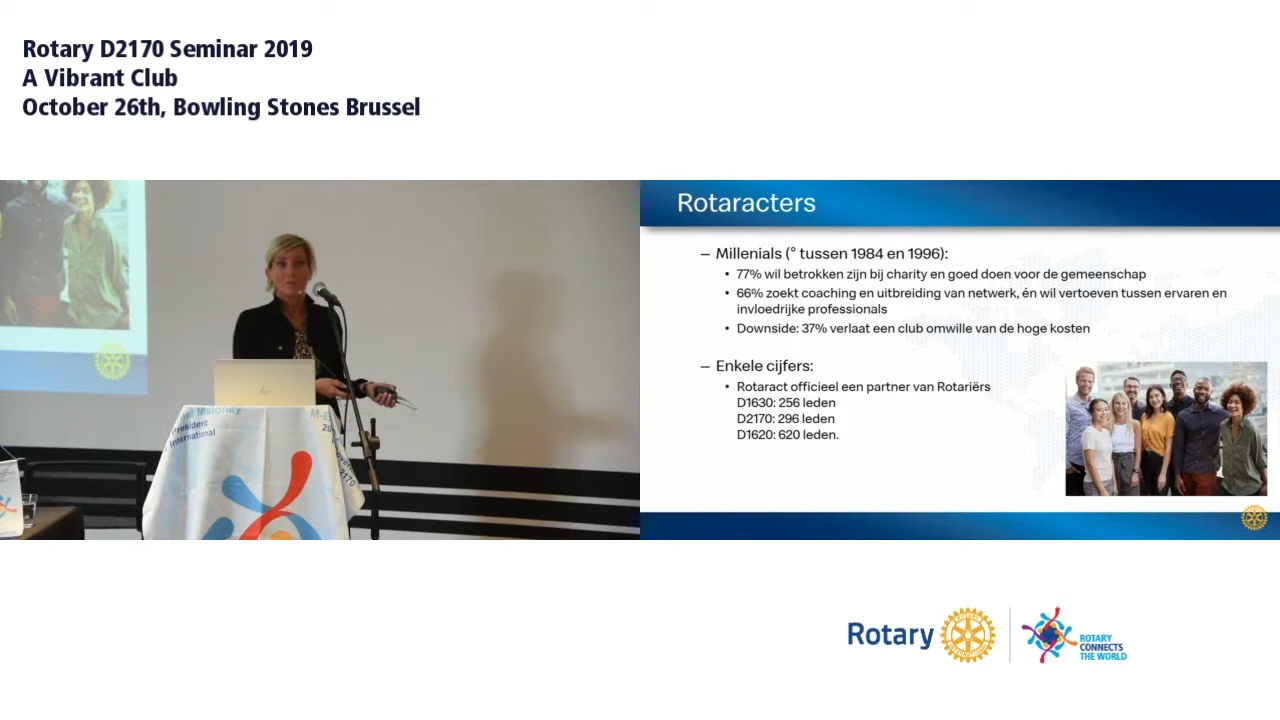 Rotary D2170 Seminar 2019
A Vibrant Club
October 26th, Bowling Stones Brussel
Maloney
President
International
2170
Rotaracters
– Millenials (° tussen 1984 en 1996):
• 77% wil betrokken zijn bij charity en goed doen voor de gemeenschap
• 66% zoekt coaching en uitbreiding van netwerk, én wil vertoeven tussen ervaren en
invloedrijke professionals
• Downside: 37% verlaat een club omwille van de hoge kosten
– Enkele cijfers:
• Rotaract officieel een partner van Rotariërs
D1630: 256 leden
D2170: 296 leden
D1620: 620 leden.
Rotary
ROTARY
CONNECTS
THE WORLD